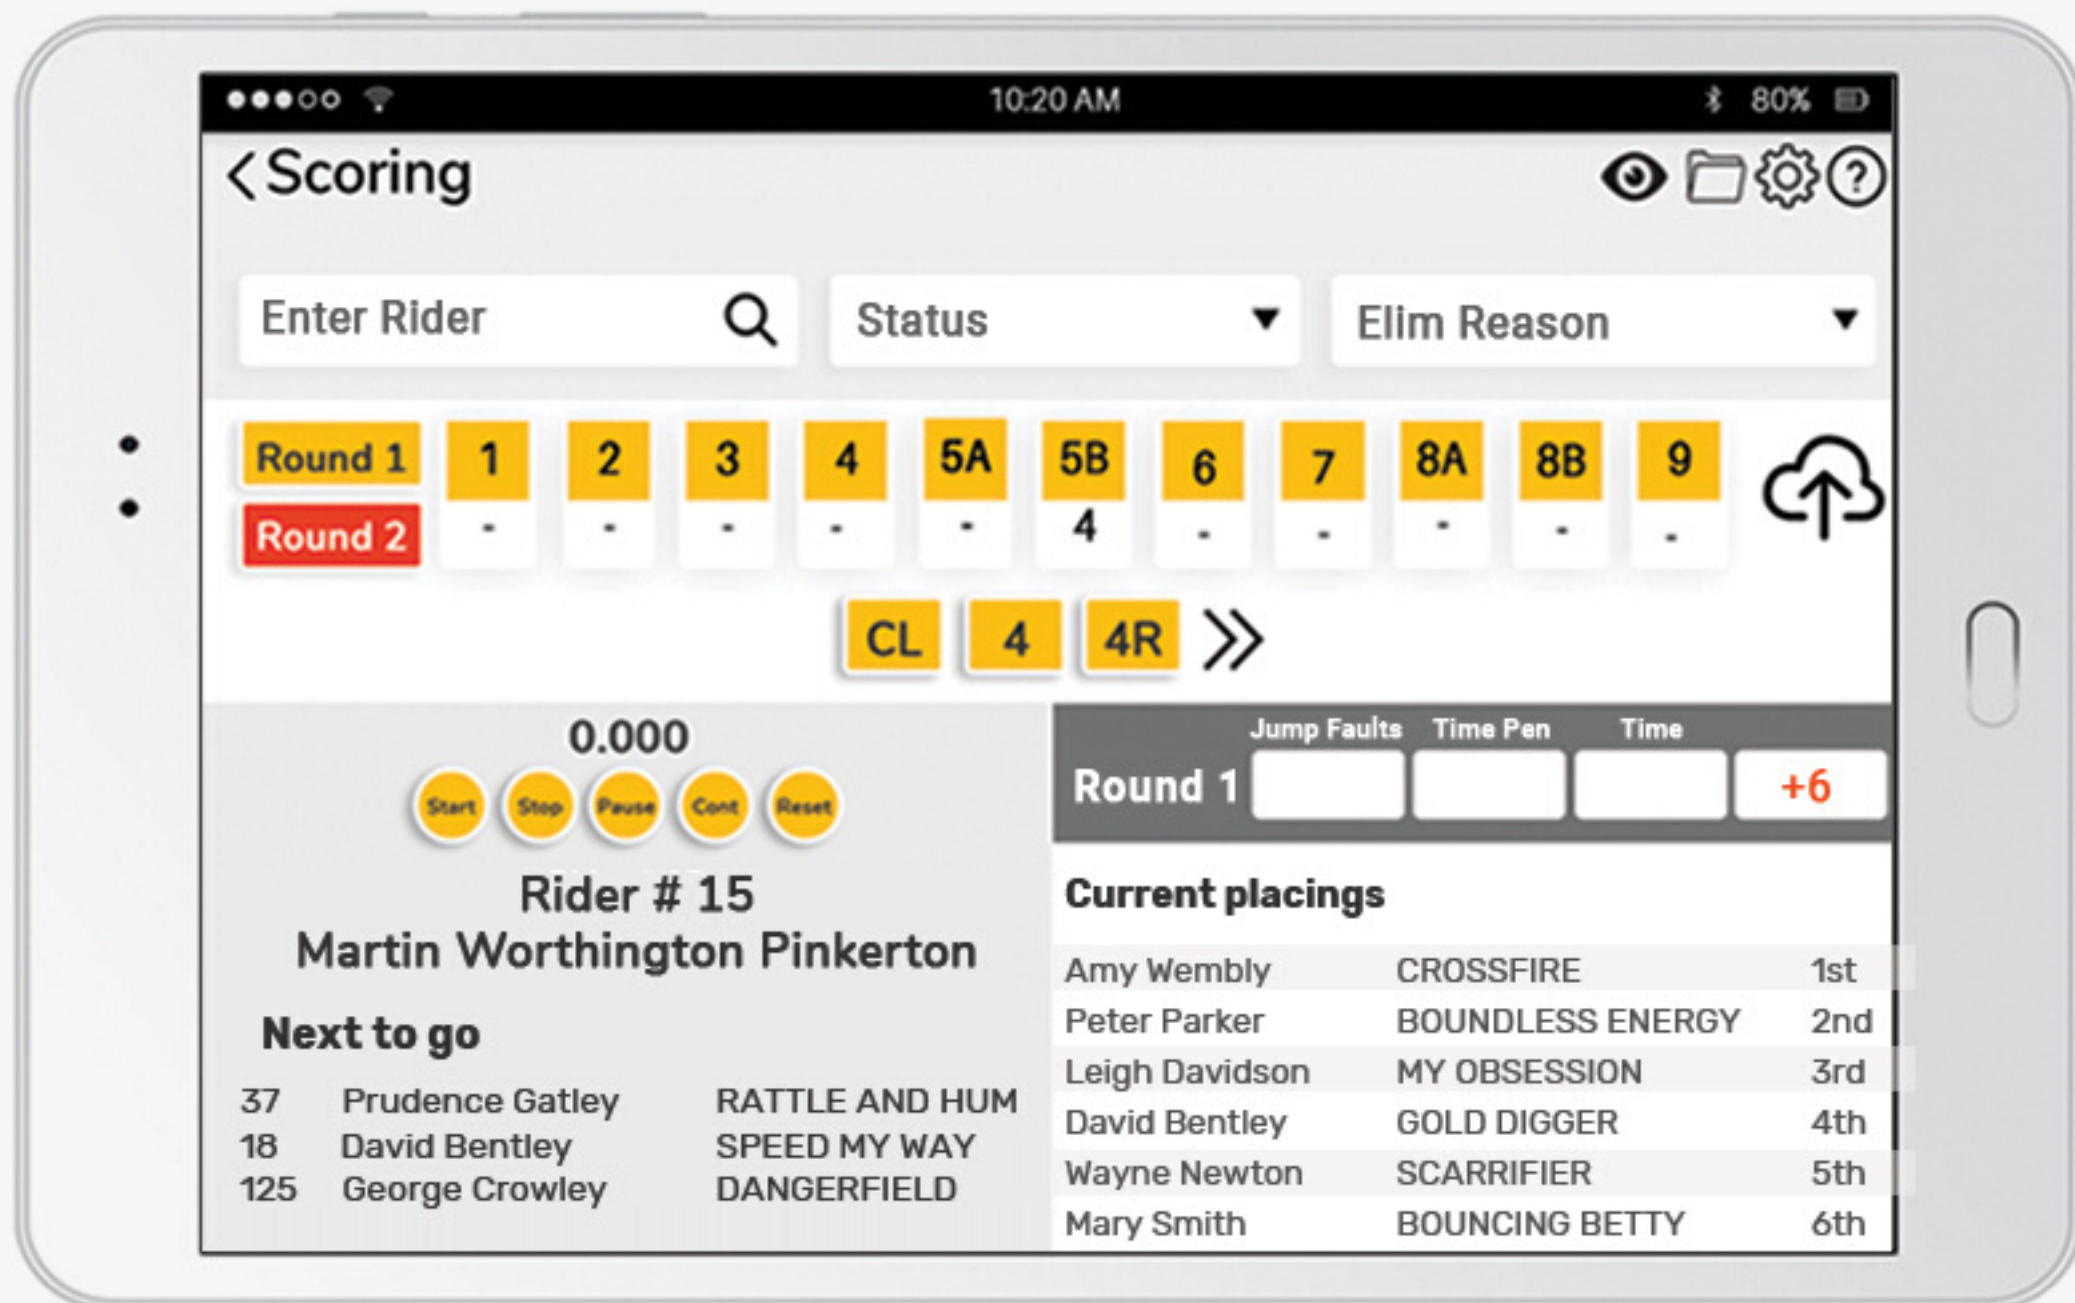 10:20 AM 80%
Scoring
Enter Rider Status Elim Reason
Round 1 1 2 3 4 5A 5B 6 7 8A 8B 9
Round 2 - - - - - 4 - - - - -
CL 4 4R
0.000
Start Stop Pause Cont Reset
Rider # 15
Martin Worthington Pinkerton
Next to go
37 Prudence Gatley RATTLE AND HUM
18 David Bentley SPEED MY WAY
125 George Crowley DANGERFIELD
Jump Faults Time Pen Time
Round 1 +6
Current placings
Amy Wembly CROSSFIRE 1st
Peter Parker BOUNDLESS ENERGY 2nd
Leigh Davidson MY OBSESSION 3rd
David Bentley GOLD DIGGER 4th
Wayne Newton SCARRIFIER 5th
Mary Smith BOUNCING BETTY 6th